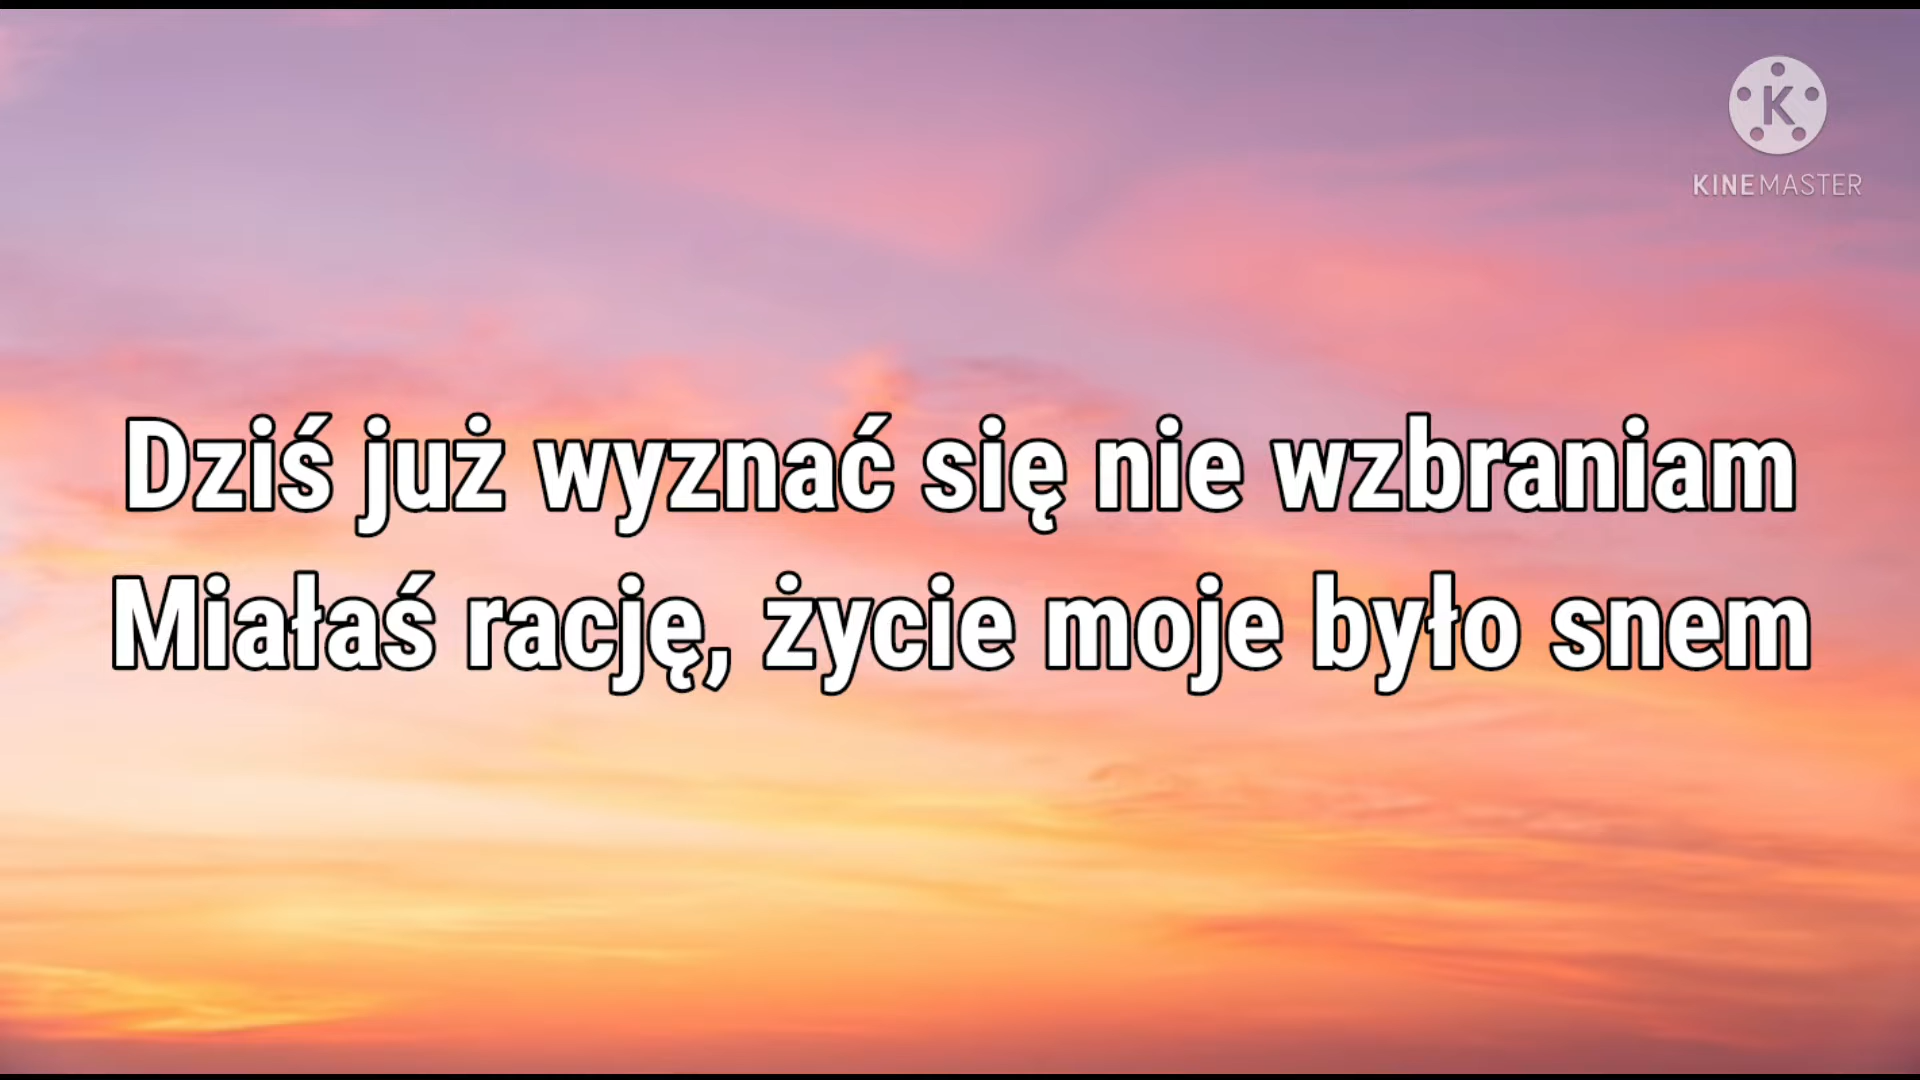 K
KINEMASTER
Dziś już wyznać się nie wzbraniam
Miałaś rację, życie moje było snem